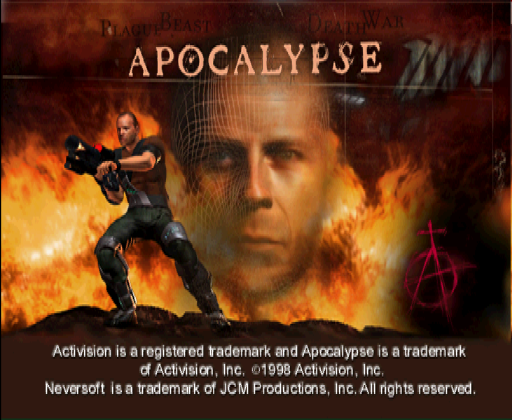 Plague Beast Death War
APOCALYPSE
Activision is a registered trademark and Apocalypse is a trademark
of Activision, Inc. ©1998 Activision, Inc.
Neversoft is a trademark of JCM Productions, Inc. All rights reserved.